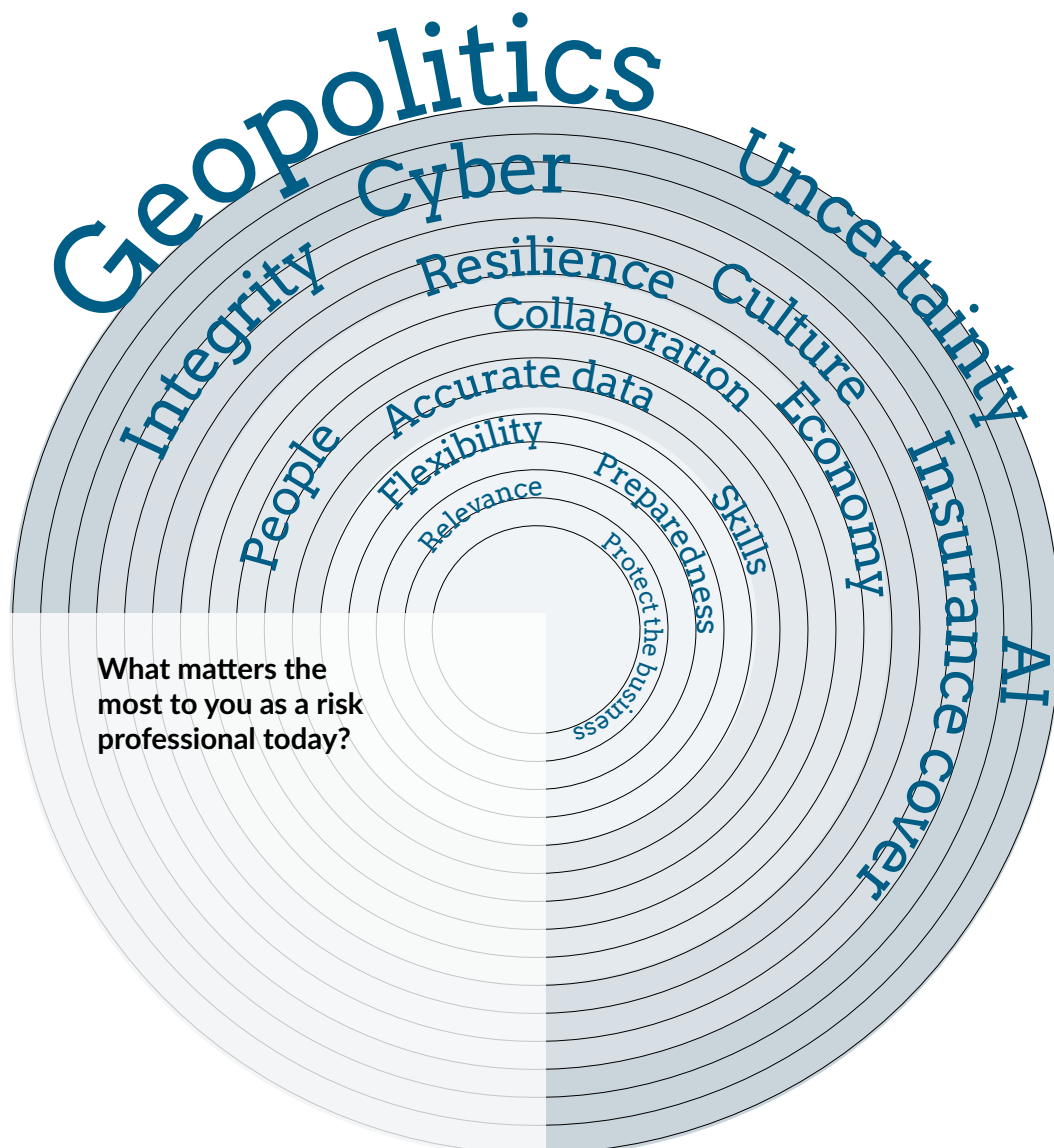 Geopolitics
Cyber
Uncertainty
Integrity
Resilience
Culture
Collaboration
Accurate data
Economy
People
Flexibility
Insurance cover
Preparedness
Skills
Relevance
Protect the business
AI
What matters the
most to you as a risk
professional today?